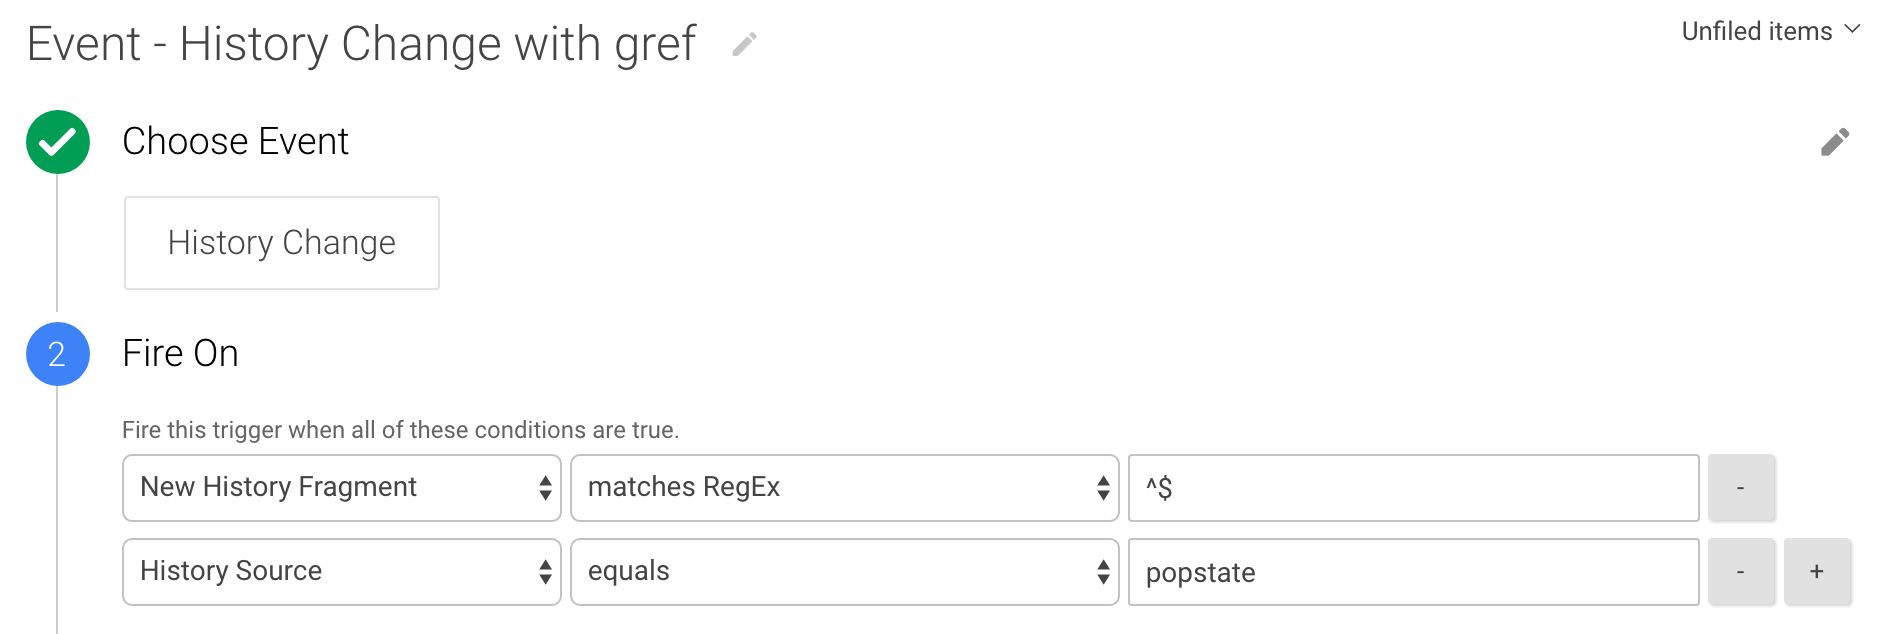 Event - History Change with gref
Unfiled items
Choose Event
History Change
2 Fire On
Fire this trigger when all of these conditions are true.
New History Fragment matches RegEx ^$ -
History Source equals popstate - +